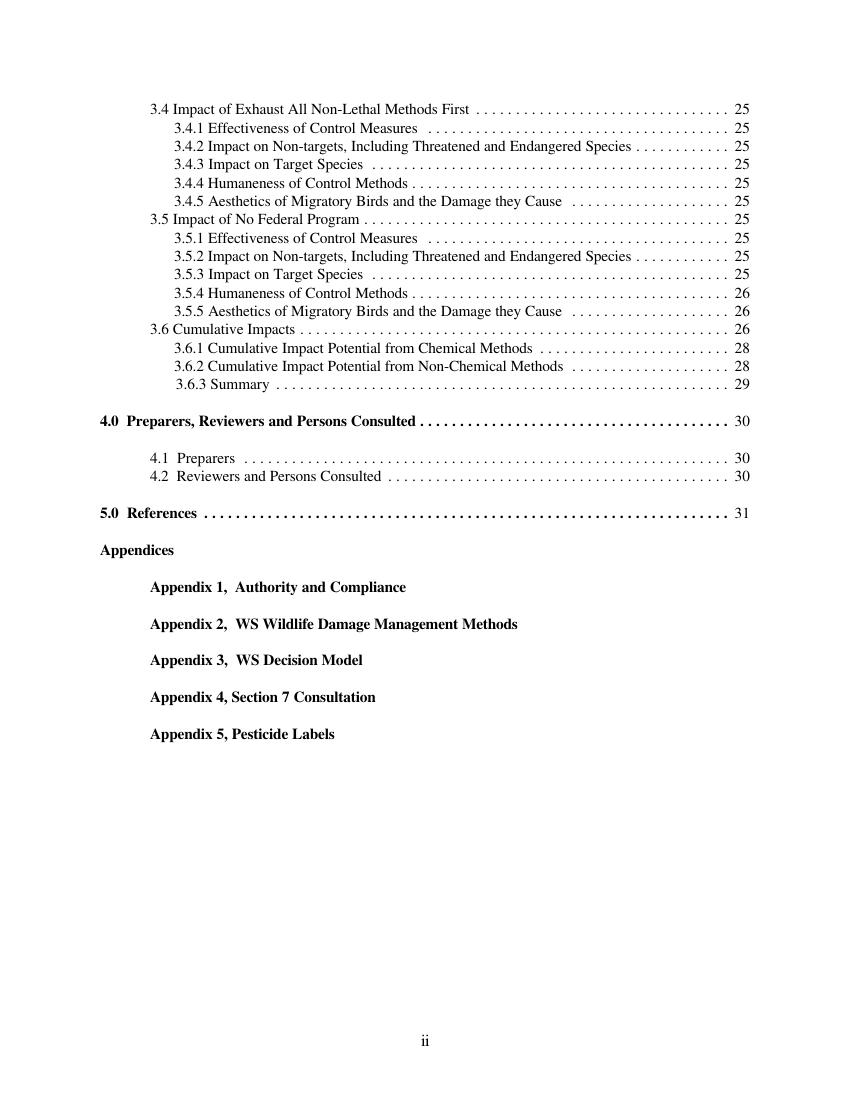 3.4 Impact of Exhaust All Non-Lethal Methods First . . . . . . . . . . . . . . . . . . . . . . . . . . . . . . . . 25
3.4.1 Effectiveness of Control Measures . . . . . . . . . . . . . . . . . . . . . . . . . . . . . . . . . . . . . . 25
3.4.2 Impact on Non-targets, Including Threatened and Endangered Species . . . . . . . . . . . . 25
3.4.3 Impact on Target Species . . . . . . . . . . . . . . . . . . . . . . . . . . . . . . . . . . . . . . . . . . . . . 25
3.4.4 Humaneness of Control Methods . . . . . . . . . . . . . . . . . . . . . . . . . . . . . . . . . . . . . . . . 25
3.4.5 Aesthetics of Migratory Birds and the Damage they Cause . . . . . . . . . . . . . . . . . . . . 25
3.5 Impact of No Federal Program . . . . . . . . . . . . . . . . . . . . . . . . . . . . . . . . . . . . . . . . . . . . . . 25
3.5.1 Effectiveness of Control Measures . . . . . . . . . . . . . . . . . . . . . . . . . . . . . . . . . . . . . . 25
3.5.2 Impact on Non-targets, Including Threatened and Endangered Species . . . . . . . . . . . . 25
3.5.3 Impact on Target Species . . . . . . . . . . . . . . . . . . . . . . . . . . . . . . . . . . . . . . . . . . . . . 25
3.5.4 Humaneness of Control Methods . . . . . . . . . . . . . . . . . . . . . . . . . . . . . . . . . . . . . . . . 26
3.5.5 Aesthetics of Migratory Birds and the Damage they Cause . . . . . . . . . . . . . . . . . . . . 26
3.6 Cumulative Impacts . . . . . . . . . . . . . . . . . . . . . . . . . . . . . . . . . . . . . . . . . . . . . . . . . . . . . . 26
3.6.1 Cumulative Impact Potential from Chemical Methods . . . . . . . . . . . . . . . . . . . . . . . . 28
3.6.2 Cumulative Impact Potential from Non-Chemical Methods . . . . . . . . . . . . . . . . . . . . 28
3.6.3 Summary . . . . . . . . . . . . . . . . . . . . . . . . . . . . . . . . . . . . . . . . . . . . . . . . . . . . . . . . . 29
4.0 Preparers, Reviewers and Persons Consulted . . . . . . . . . . . . . . . . . . . . . . . . . . . . . . . . . . . . . . . 30
4.1 Preparers . . . . . . . . . . . . . . . . . . . . . . . . . . . . . . . . . . . . . . . . . . . . . . . . . . . . . . . . . . . . . 30
4.2 Reviewers and Persons Consulted . . . . . . . . . . . . . . . . . . . . . . . . . . . . . . . . . . . . . . . . . . . 30
5.0 References . . . . . . . . . . . . . . . . . . . . . . . . . . . . . . . . . . . . . . . . . . . . . . . . . . . . . . . . . . . . . . . . . . 31
Appendices
Appendix 1, Authority and Compliance
Appendix 2, WS Wildlife Damage Management Methods
Appendix 3, WS Decision Model
Appendix 4, Section 7 Consultation
Appendix 5, Pesticide Labels
ii